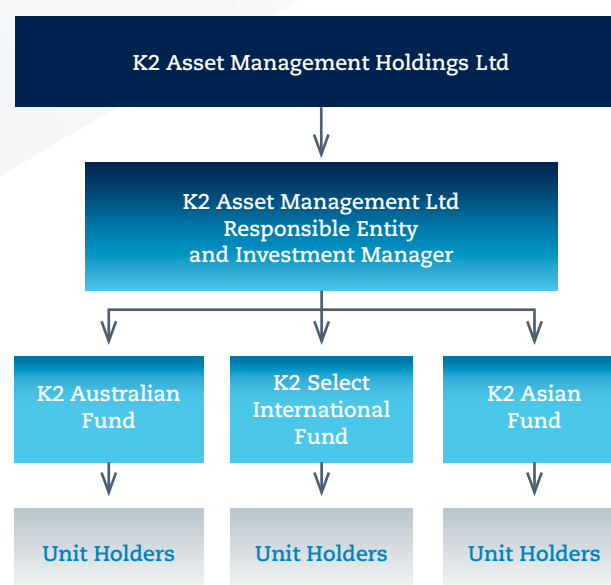 K2 Asset Management Holdings Ltd
K2 Asset Management Ltd
Responsible Entity
and Investment Manager
K2 Australian
Fund
K2 Select
International
Fund
K2 Asian
Fund
Unit Holders
Unit Holders
Unit Holders